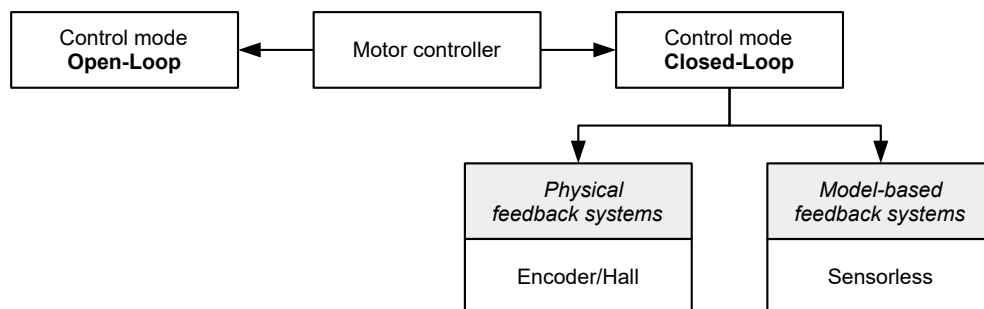 Control mode
Open-Loop
Motor controller
Control mode
Closed-Loop
Physical
feedback systems
Encoder/Hall
Model-based
feedback systems
Sensorless